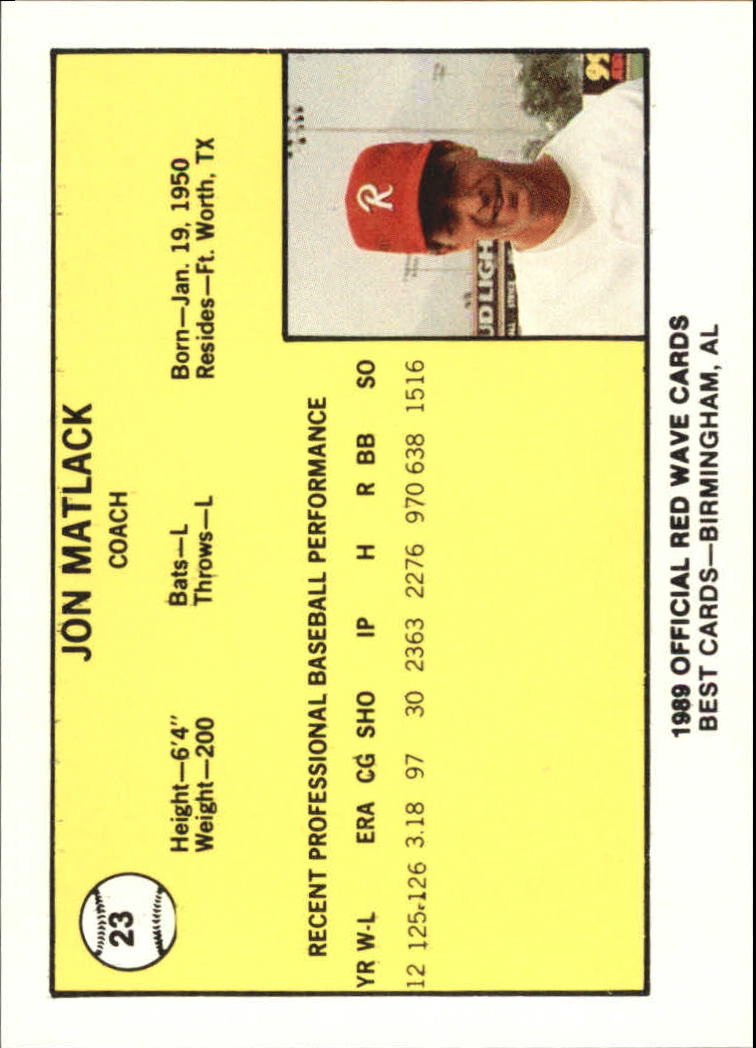 23
JON MATLACK
COACH
Height—6'4" Bats—L Born—Jan. 19, 1950
Weight—200 Throws—L Resides—Ft. Worth, TX
RECENT PROFESSIONAL BASEBALL PERFORMANCE
YR W-L ERA CG SHO IP H R BB SO
12 125-126 3.18 97 30 2363 2276 970 638 1516
R
UD LIGH
1989 OFFICIAL RED WAVE CARDS
BEST CARDS—BIRMINGHAM, AL